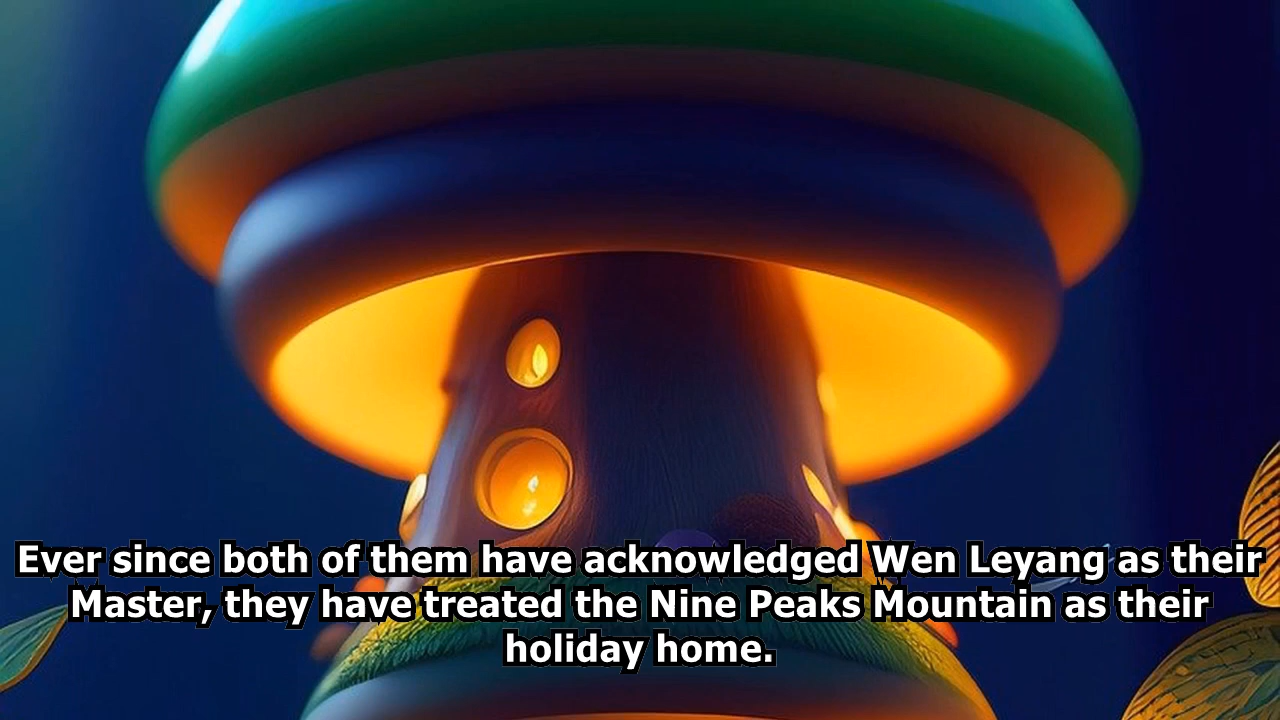 Ever since both of them have acknowledged Wen Leyang as their
Master, they have treated the Nine Peaks Mountain as their
holiday home.